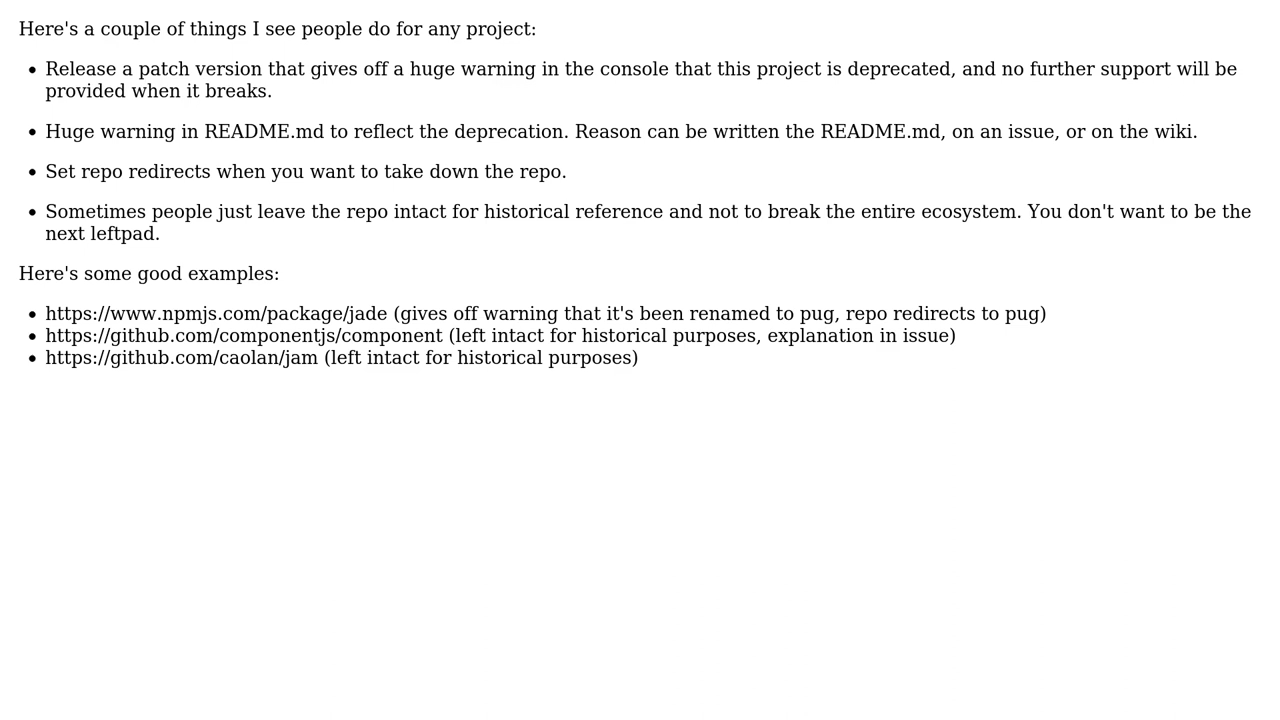 Here's a couple of things I see people do for any project:
• Release a patch version that gives off a huge warning in the console that this project is deprecated, and no further support will be
provided when it breaks.
• Huge warning in README.md to reflect the deprecation. Reason can be written the README.md, on an issue, or on the wiki.
• Set repo redirects when you want to take down the repo.
• Sometimes people just leave the repo intact for historical reference and not to break the entire ecosystem. You don't want to be the
next leftpad.
Here's some good examples:
• https://www.npmjs.com/package/jade (gives off warning that it's been renamed to pug, repo redirects to pug)
• https://github.com/componentjs/component (left intact for historical purposes, explanation in issue)
• https://github.com/caolan/jam (left intact for historical purposes)